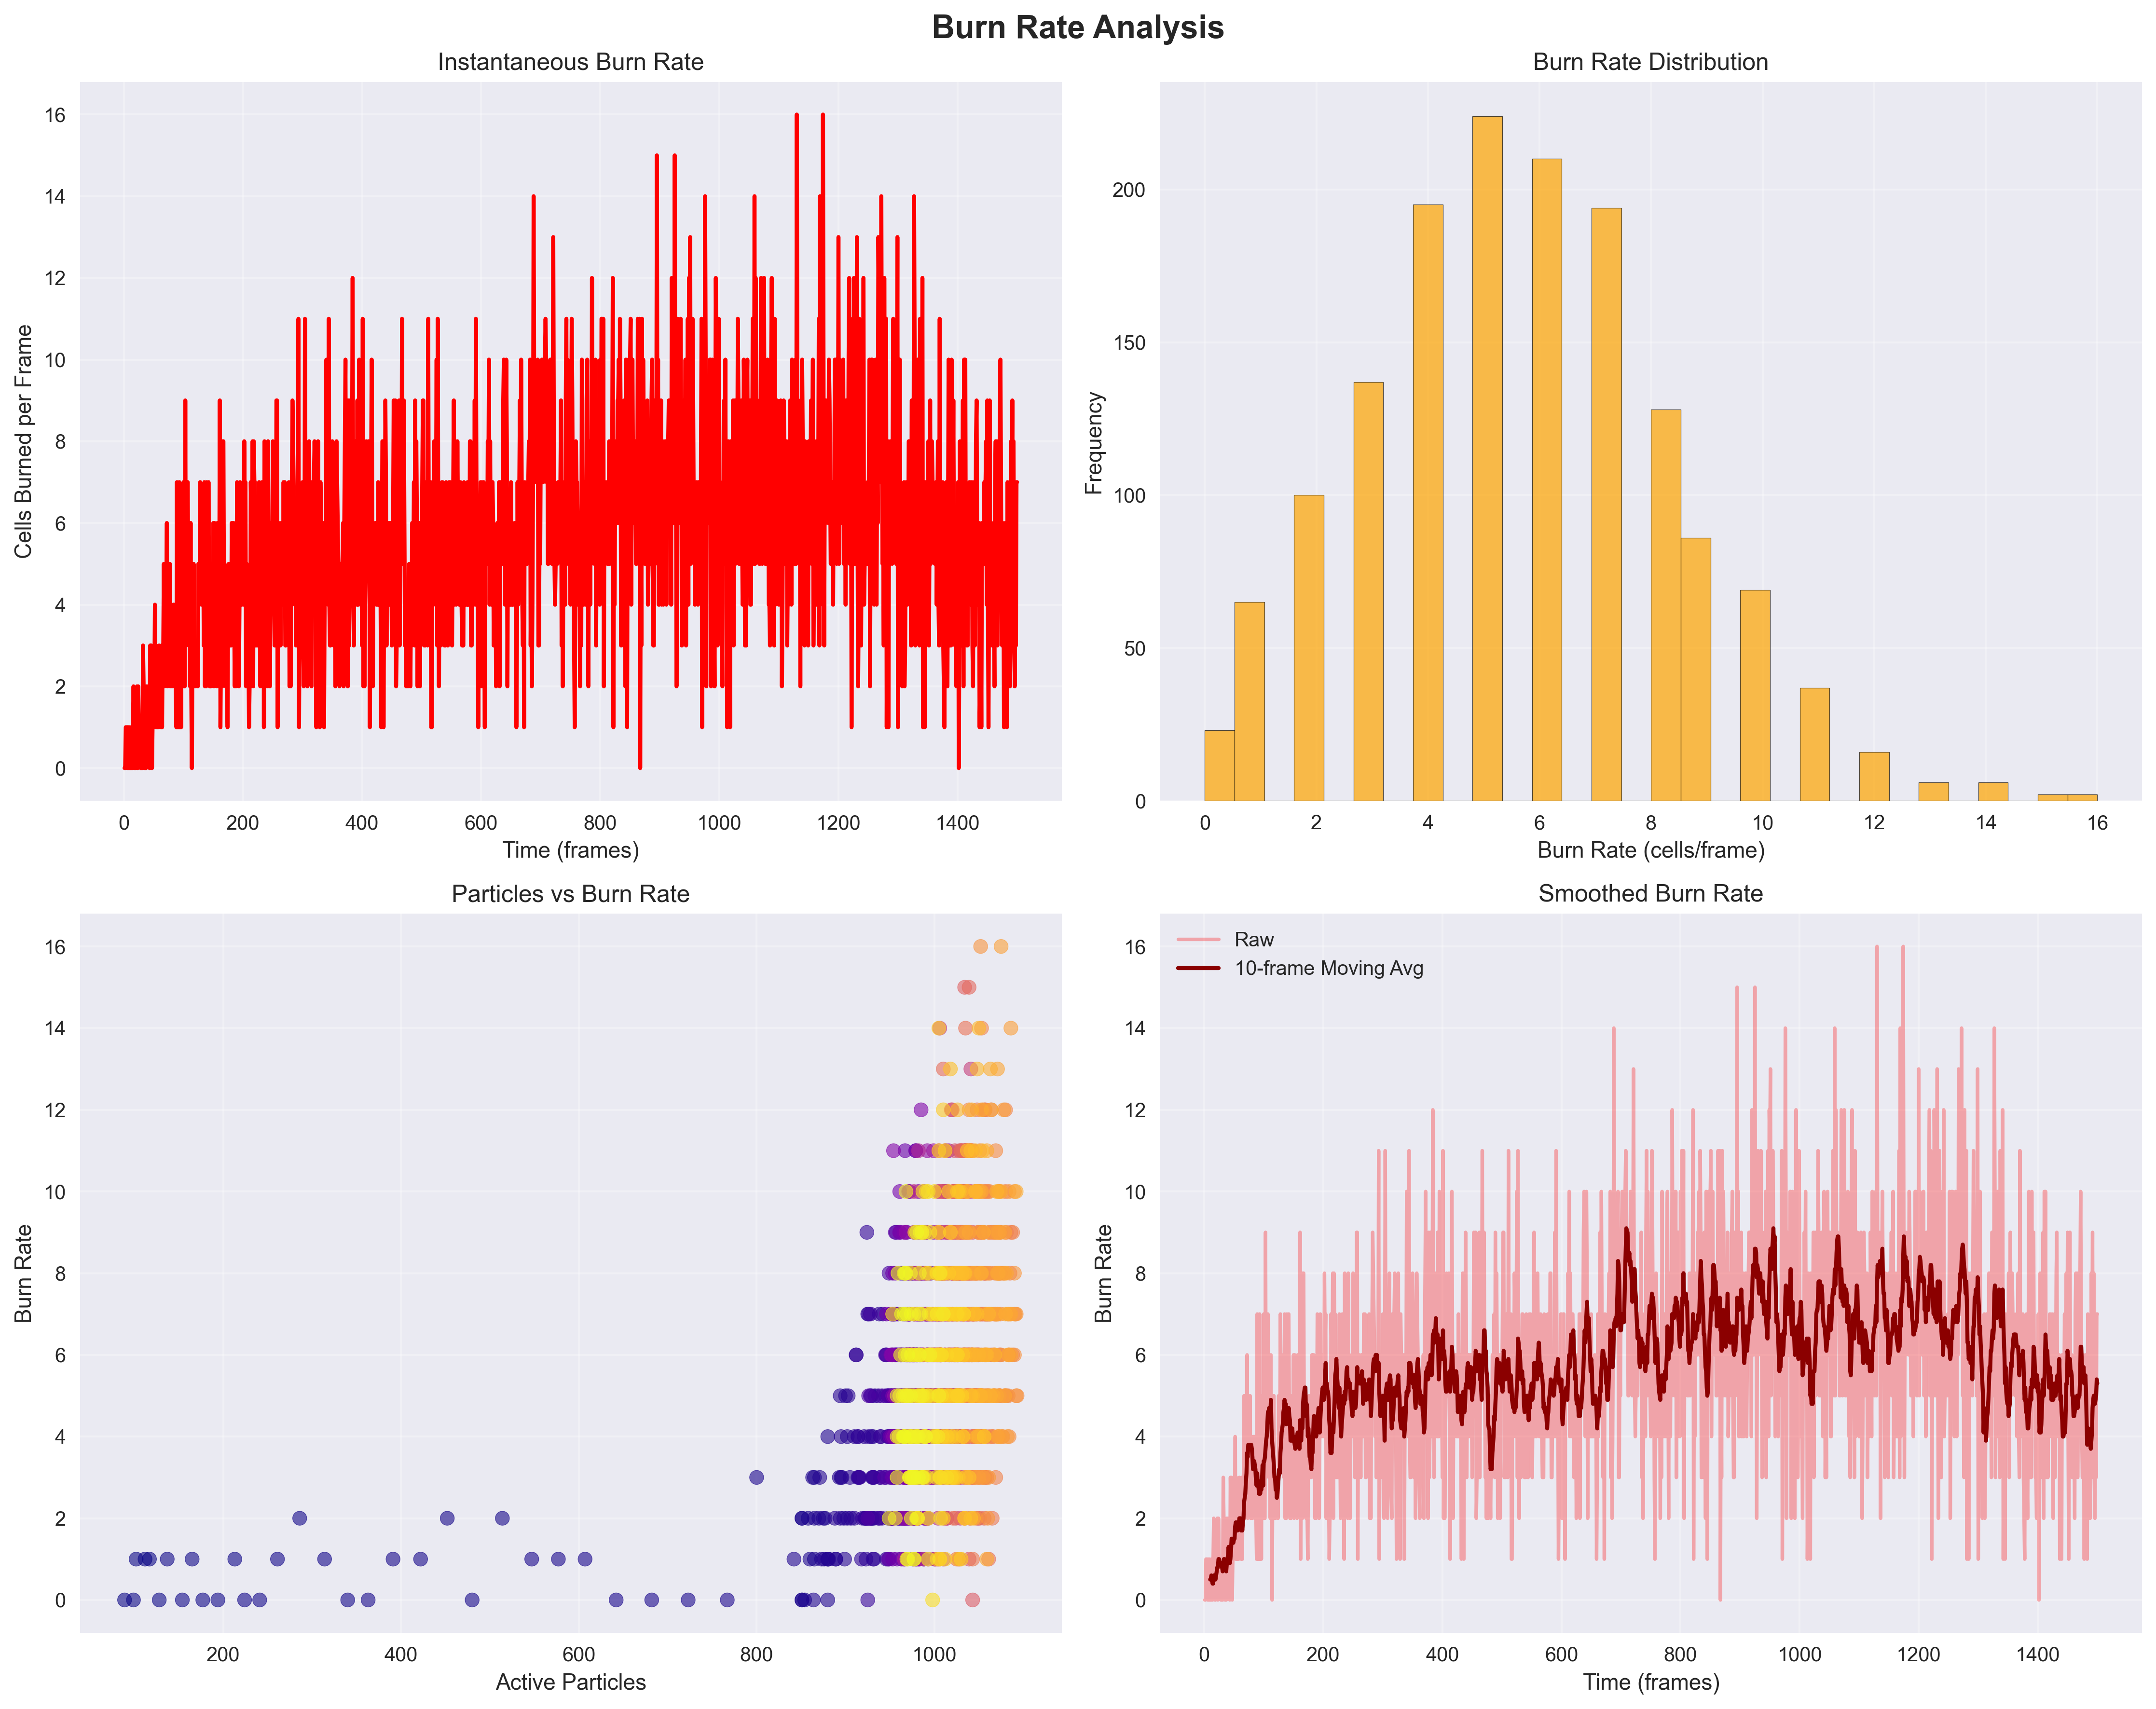 Burn Rate Analysis
Instantaneous Burn Rate
Cells Burned per Frame
16
14
12
10
8
6
4
2
0
0 200 400 600 800 1000 1200 1400
Time (frames)
Burn Rate Distribution
Frequency
200
150
100
50
0
0 2 4 6 8 10 12 14 16
Burn Rate (cells/frame)
Particles vs Burn Rate
Burn Rate
16
14
12
10
8
6
4
2
0
200 400 600 800 1000
Active Particles
Smoothed Burn Rate
Raw
10-frame Moving Avg
Burn Rate
16
14
12
10
8
6
4
2
0
0 200 400 600 800 1000 1200 1400
Time (frames)